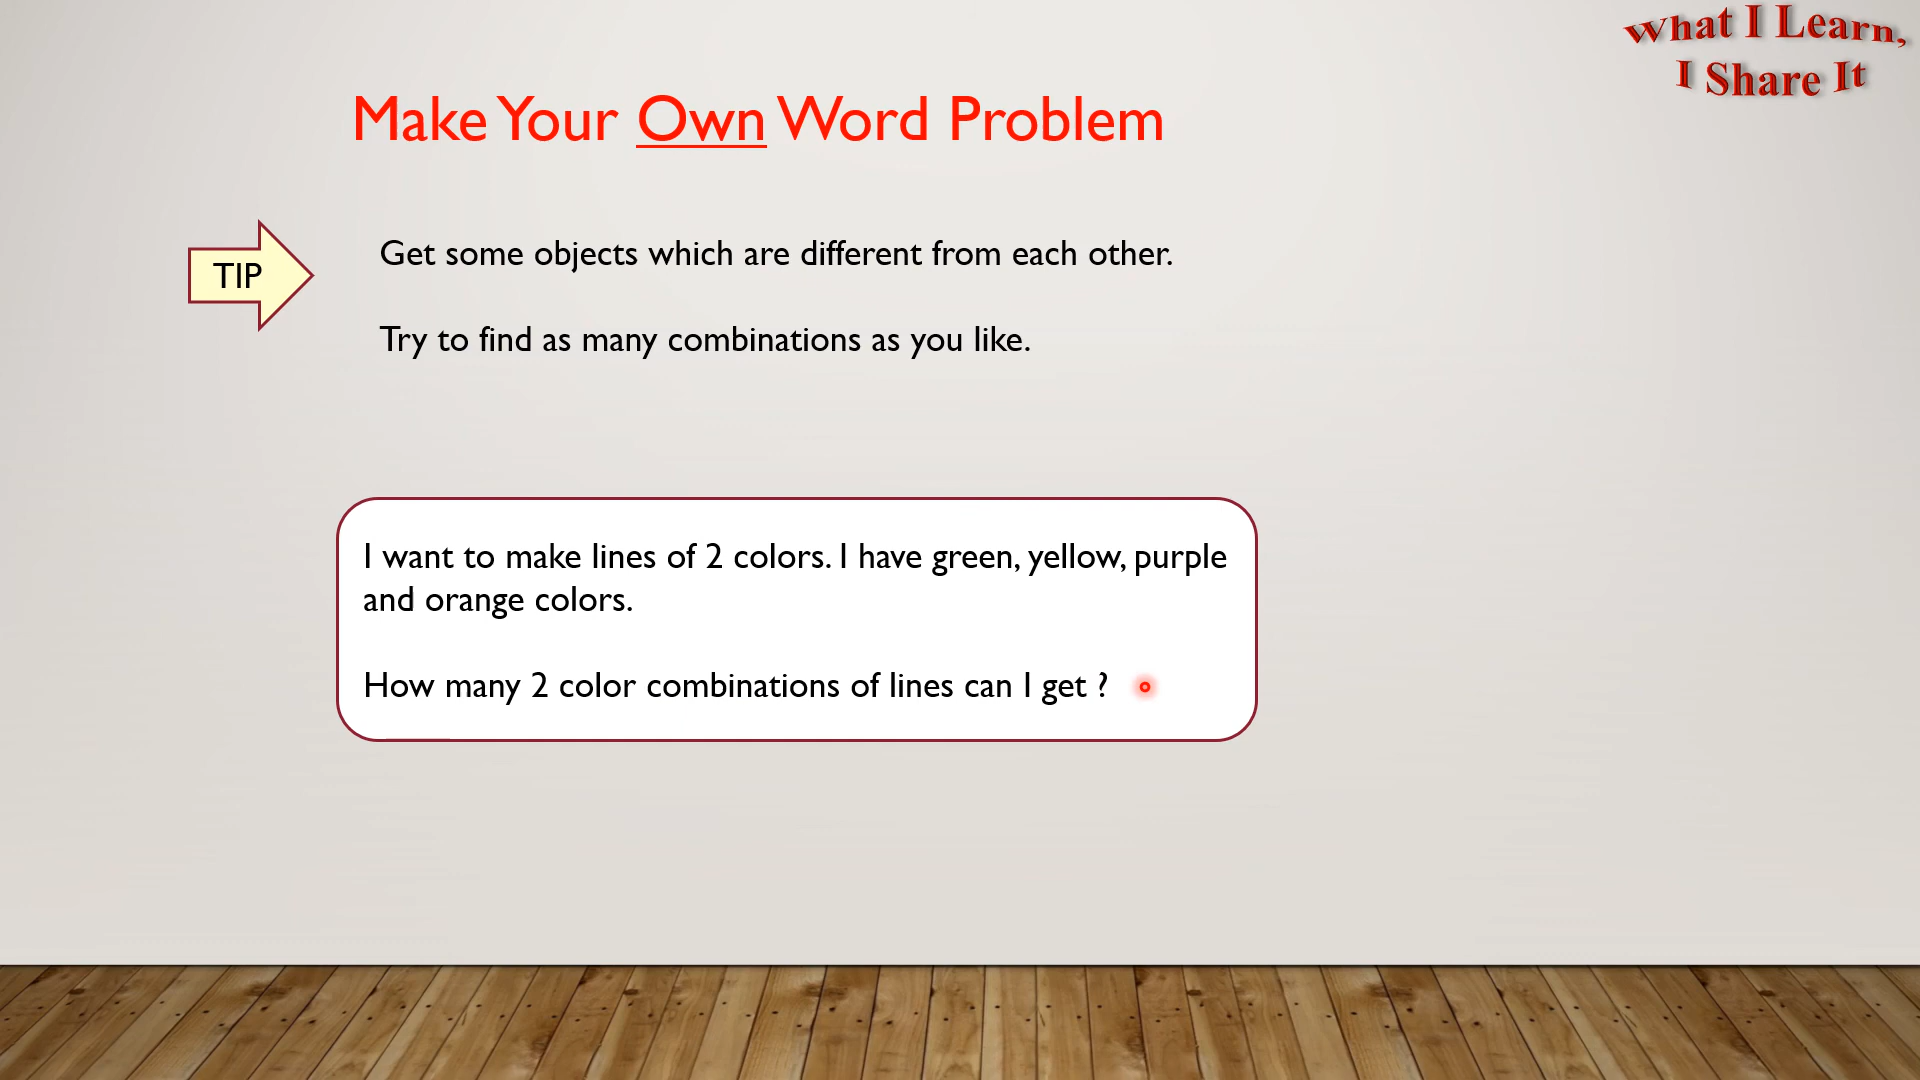 What I Learn,
I Share It
Make Your Own Word Problem
TIP
Get some objects which are different from each other.
Try to find as many combinations as you like.
I want to make lines of 2 colors. I have green, yellow, purple
and orange colors.
How many 2 color combinations of lines can I get ?